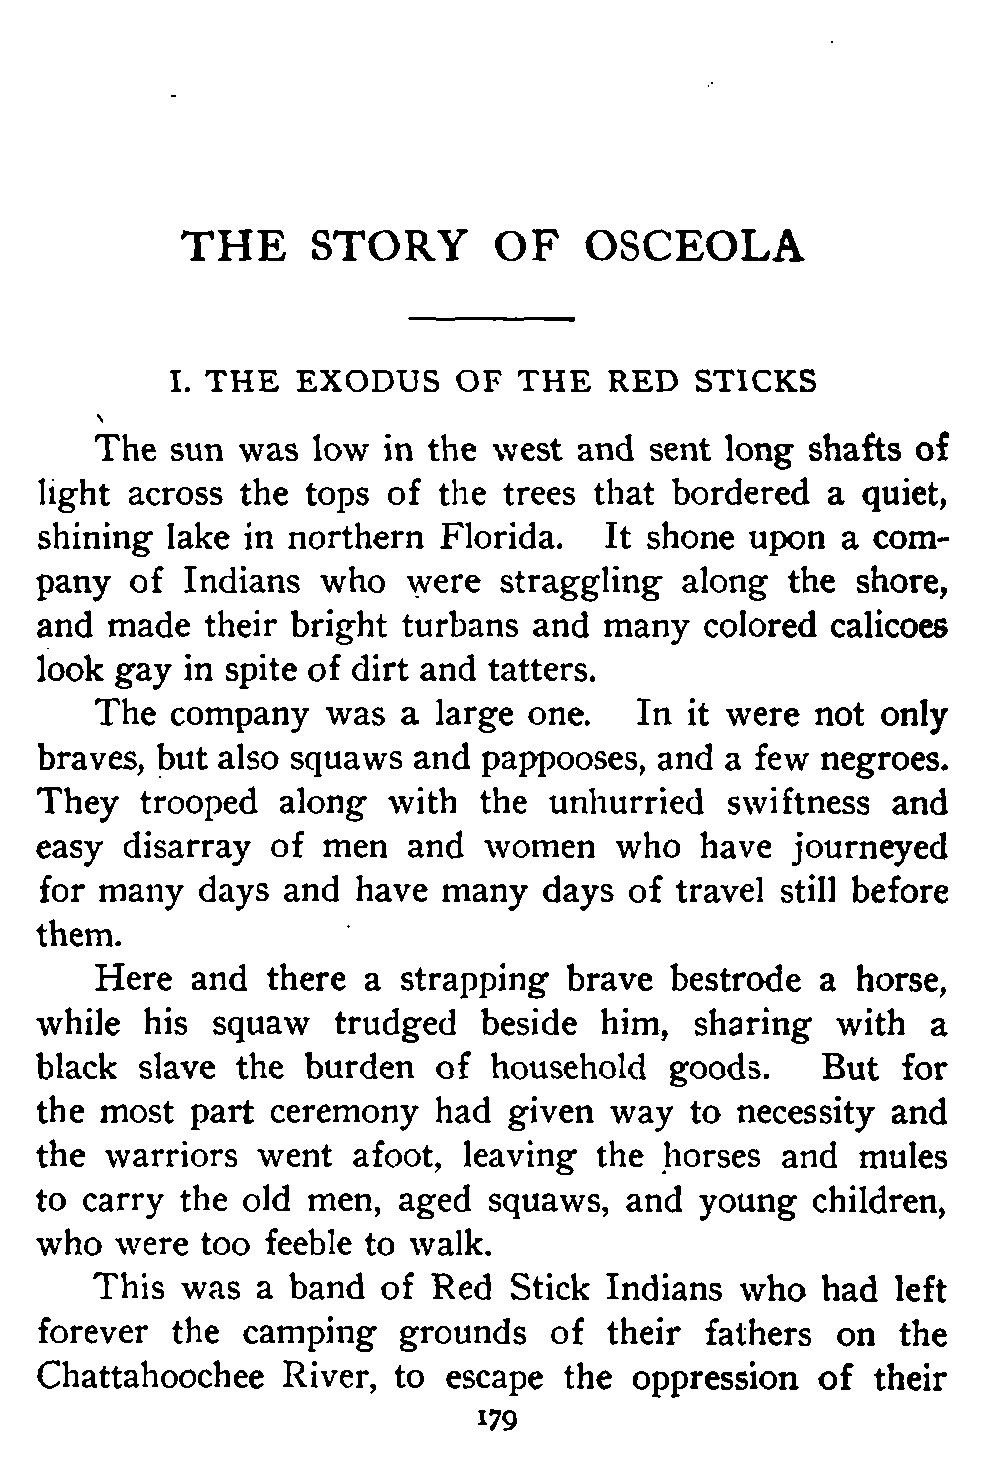 THE STORY OF OSCEOLA
I. THE EXODUS OF THE RED STICKS
The sun was low in the west and sent long shafts of
light across the tops of the trees that bordered a quiet,
shining lake in northern Florida. It shone upon a com-
pany of Indians who were straggling along the shore,
and made their bright turbans and many colored calicoes
look gay in spite of dirt and tatters.
The company was a large one. In it were not only
braves, but also squaws and pappooses, and a few negroes.
They trooped along with the unhurried swiftness and
easy disarray of men and women who have journeyed
for many days and have many days of travel still before
them.
Here and there a strapping brave bestrode a horse,
while his squaw trudged beside him, sharing with a
black slave the burden of household goods. But for
the most part ceremony had given way to necessity and
the warriors went afoot, leaving the horses and mules
to carry the old men, aged squaws, and young children,
who were too feeble to walk.
This was a band of Red Stick Indians who had left
forever the camping grounds of their fathers on the
Chattahoochee River, to escape the oppression of their
179